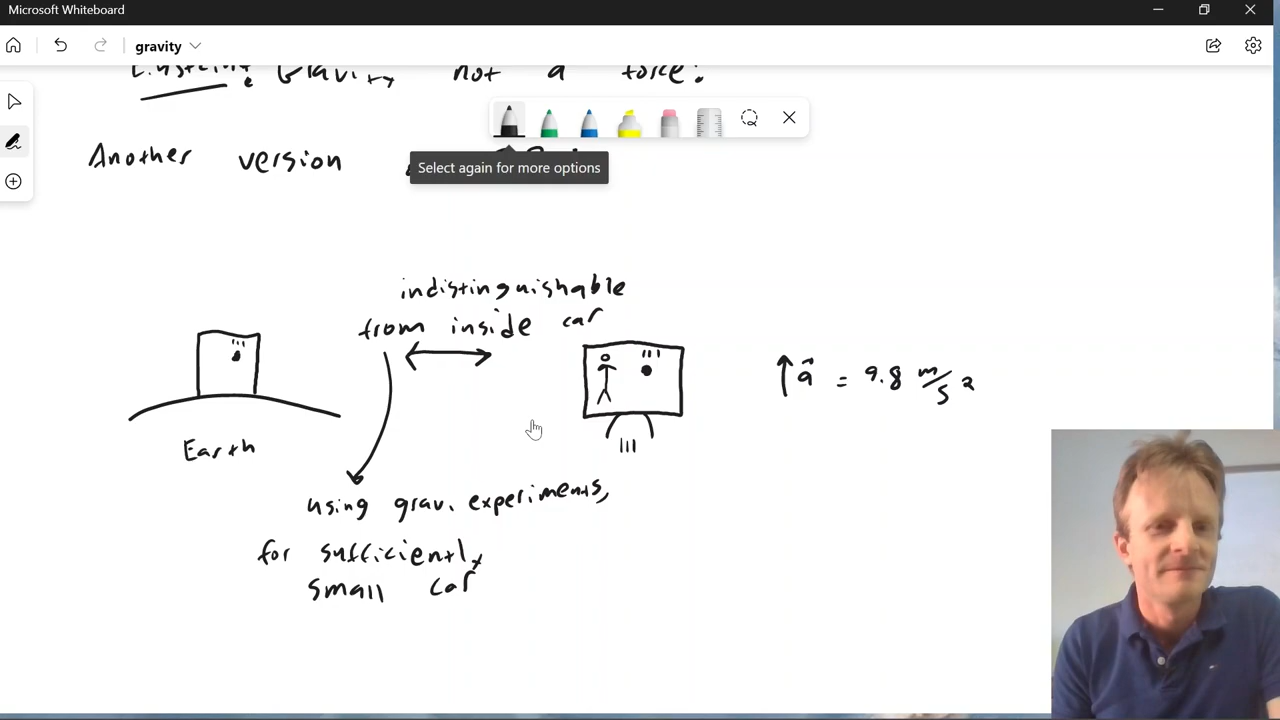 Microsoft Whiteboard
gravity
Gravity not a force!
Another version
Select again for more options
indistinguishable
from inside car
↑ a⃗ = 9.8 m/s2
Earth
using grav. experiments,
for sufficiently
small car